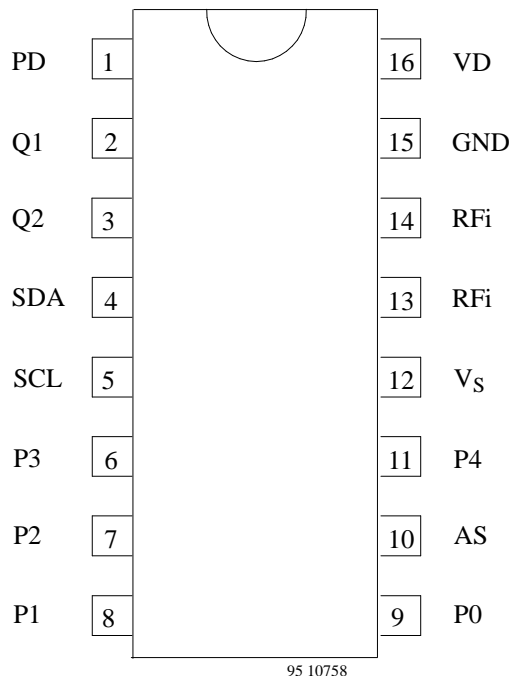 PD 1 16 VD
Q1 2 15 GND
Q2 3 14 RFi
SDA 4 13 RFi
SCL 5 12 VS
P3 6 11 P4
P2 7 10 AS
P1 8 9 P0
95 10758